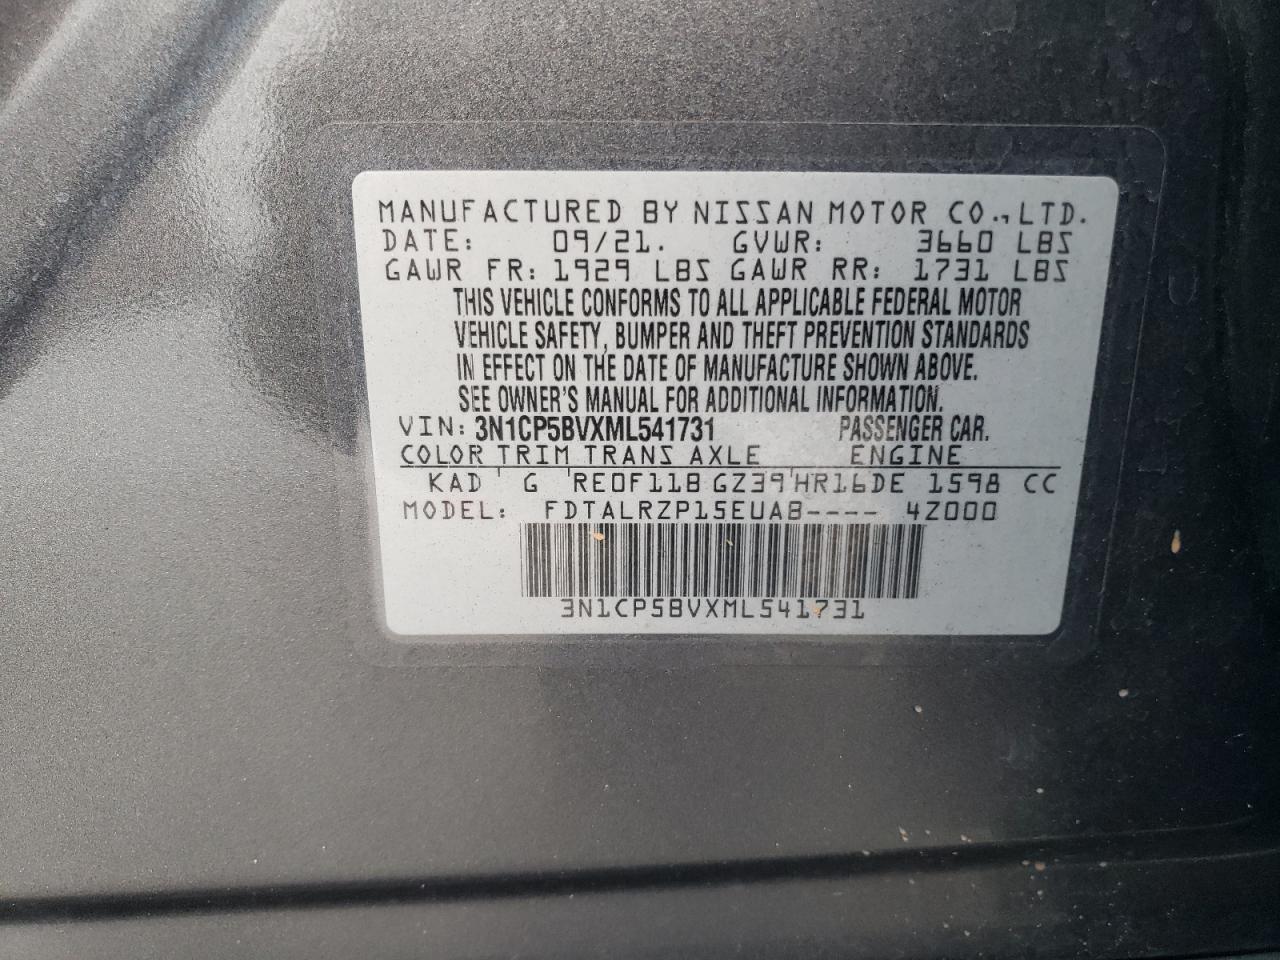 MANUFACTURED BY NISSAN MOTOR CO., LTD.
DATE: 09/21. GVWR: 3660 LBS
GAWR FR: 1929 LBS GAWR RR: 1731 LBS
THIS VEHICLE CONFORMS TO ALL APPLICABLE FEDERAL MOTOR
VEHICLE SAFETY, BUMPER AND THEFT PREVENTION STANDARDS
IN EFFECT ON THE DATE OF MANUFACTURE SHOWN ABOVE.
SEE OWNER'S MANUAL FOR ADDITIONAL INFORMATION.
VIN: 3N1CP5BVXML541731 PASSENGER CAR.
COLOR TRIM TRANS AXLE ENGINE
KAD G RE0F11B GZ39 HR16DE 1598 CC
MODEL: FDTALRZP15EUAB---- 4Z000
3N1CP5BVXML541731